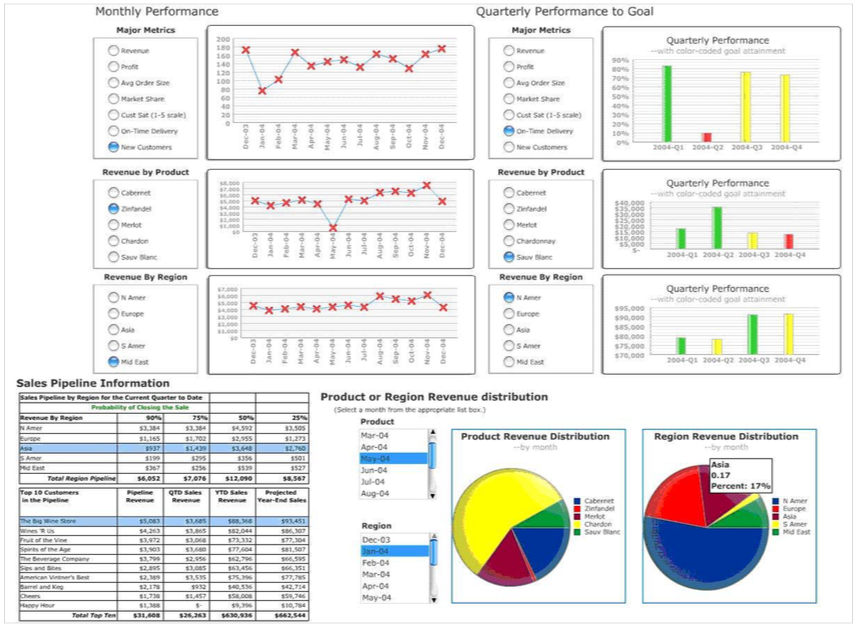 Monthly Performance
Quarterly Performance to Goal
Major Metrics
Revenue
Profit
Avg Order Size
Market Share
Cust Sat (1-5 scale)
On-Time Delivery
New Customers
200
180
160
140
120
100
80
60
40
20
0
Dec-03
Jan-04
Feb-04
Mar-04
Apr-04
May-04
Jun-04
Jul-04
Aug-04
Sep-04
Oct-04
Nov-04
Dec-04
Major Metrics
Revenue
Profit
Avg Order Size
Market Share
Cust Sat (1-5 scale)
On-Time Delivery
New Customers
Quarterly Performance
--with color-coded goal attainment
90%
80%
70%
60%
50%
40%
30%
20%
10%
0%
2004-Q1 2004-Q2 2004-Q3 2004-Q4
Revenue by Product
Cabernet
Zinfandel
Merlot
Chardon
Sauv Blanc
$8,000
$7,000
$6,000
$5,000
$4,000
$3,000
$2,000
$1,000
$0
Dec-03
Jan-04
Feb-04
Mar-04
Apr-04
May-04
Jun-04
Jul-04
Aug-04
Sep-04
Oct-04
Nov-04
Dec-04
Revenue by Product
Cabernet
Zinfandel
Merlot
Chardonnay
Sauv Blanc
Quarterly Performance
--with color-coded goal attainment
$40,000
$35,000
$30,000
$25,000
$20,000
$15,000
$10,000
$5,000
$-
2004-Q1 2004-Q2 2004-Q3 2004-Q4
Revenue By Region
N Amer
Europe
Asia
S Amer
Mid East
$7,000
$6,000
$5,000
$4,000
$3,000
$2,000
$1,000
$0
Dec-03
Jan-04
Feb-04
Mar-04
Apr-04
May-04
Jun-04
Jul-04
Aug-04
Sep-04
Oct-04
Nov-04
Dec-04
Revenue By Region
N Amer
Europe
Asia
S Amer
Mid East
Quarterly Performance
--with color-coded goal attainment
$95,000
$90,000
$85,000
$80,000
$75,000
$70,000
2004-Q1 2004-Q2 2004-Q3 2004-Q4
Sales Pipeline Information
Sales Pipeline by Region for the Current Quarter to Date
Probability of Closing the Sale
Revenue By Region 90% 75% 50% 25%
N Amer $3,384 $3,384 $4,592 $3,505
Europe $1,165 $1,702 $2,955 $1,273
Asia $937 $1,439 $3,648 $2,760
S Amer $199 $295 $356 $501
Mid East $367 $256 $539 $527
Total Region Pipeline $6,052 $7,076 $12,090 $8,567
Top 10 Customers in the Pipeline Pipeline Revenue QTD Sales Revenue YTD Sales Revenue Projected Year-End Sales
The Big Wine Store $5,083 $3,685 $88,368 $93,451
Wines 'R Us $4,263 $3,865 $82,044 $86,307
Fruit of the Vine $3,972 $3,068 $73,332 $77,304
Spirits of the Age $3,903 $3,680 $77,604 $81,507
The Beverage Company $3,799 $2,956 $62,796 $66,595
Sips and Bites $2,895 $3,085 $63,456 $66,351
American Vintner's Best $2,389 $3,535 $75,396 $77,785
Barrel and Keg $2,178 $932 $40,536 $42,714
Cheers $1,738 $1,457 $58,008 $59,746
Happy Hour $1,388 $- $9,396 $10,784
Total Top Ten $31,608 $26,263 $630,936 $662,544
Product or Region Revenue distribution
(Select a month from the appropriate list box.)
Product
Mar-04
Apr-04
May-04
Jun-04
Jul-04
Aug-04
Region
Dec-03
Jan-04
Feb-04
Mar-04
Apr-04
May-04
Product Revenue Distribution
--by month
Cabernet
Zinfandel
Merlot
Chardon
Sauv Blanc
Region Revenue Distribution
--by month
Asia
0.17
Percent: 17%
N Amer
Europe
Asia
S Amer
Mid East